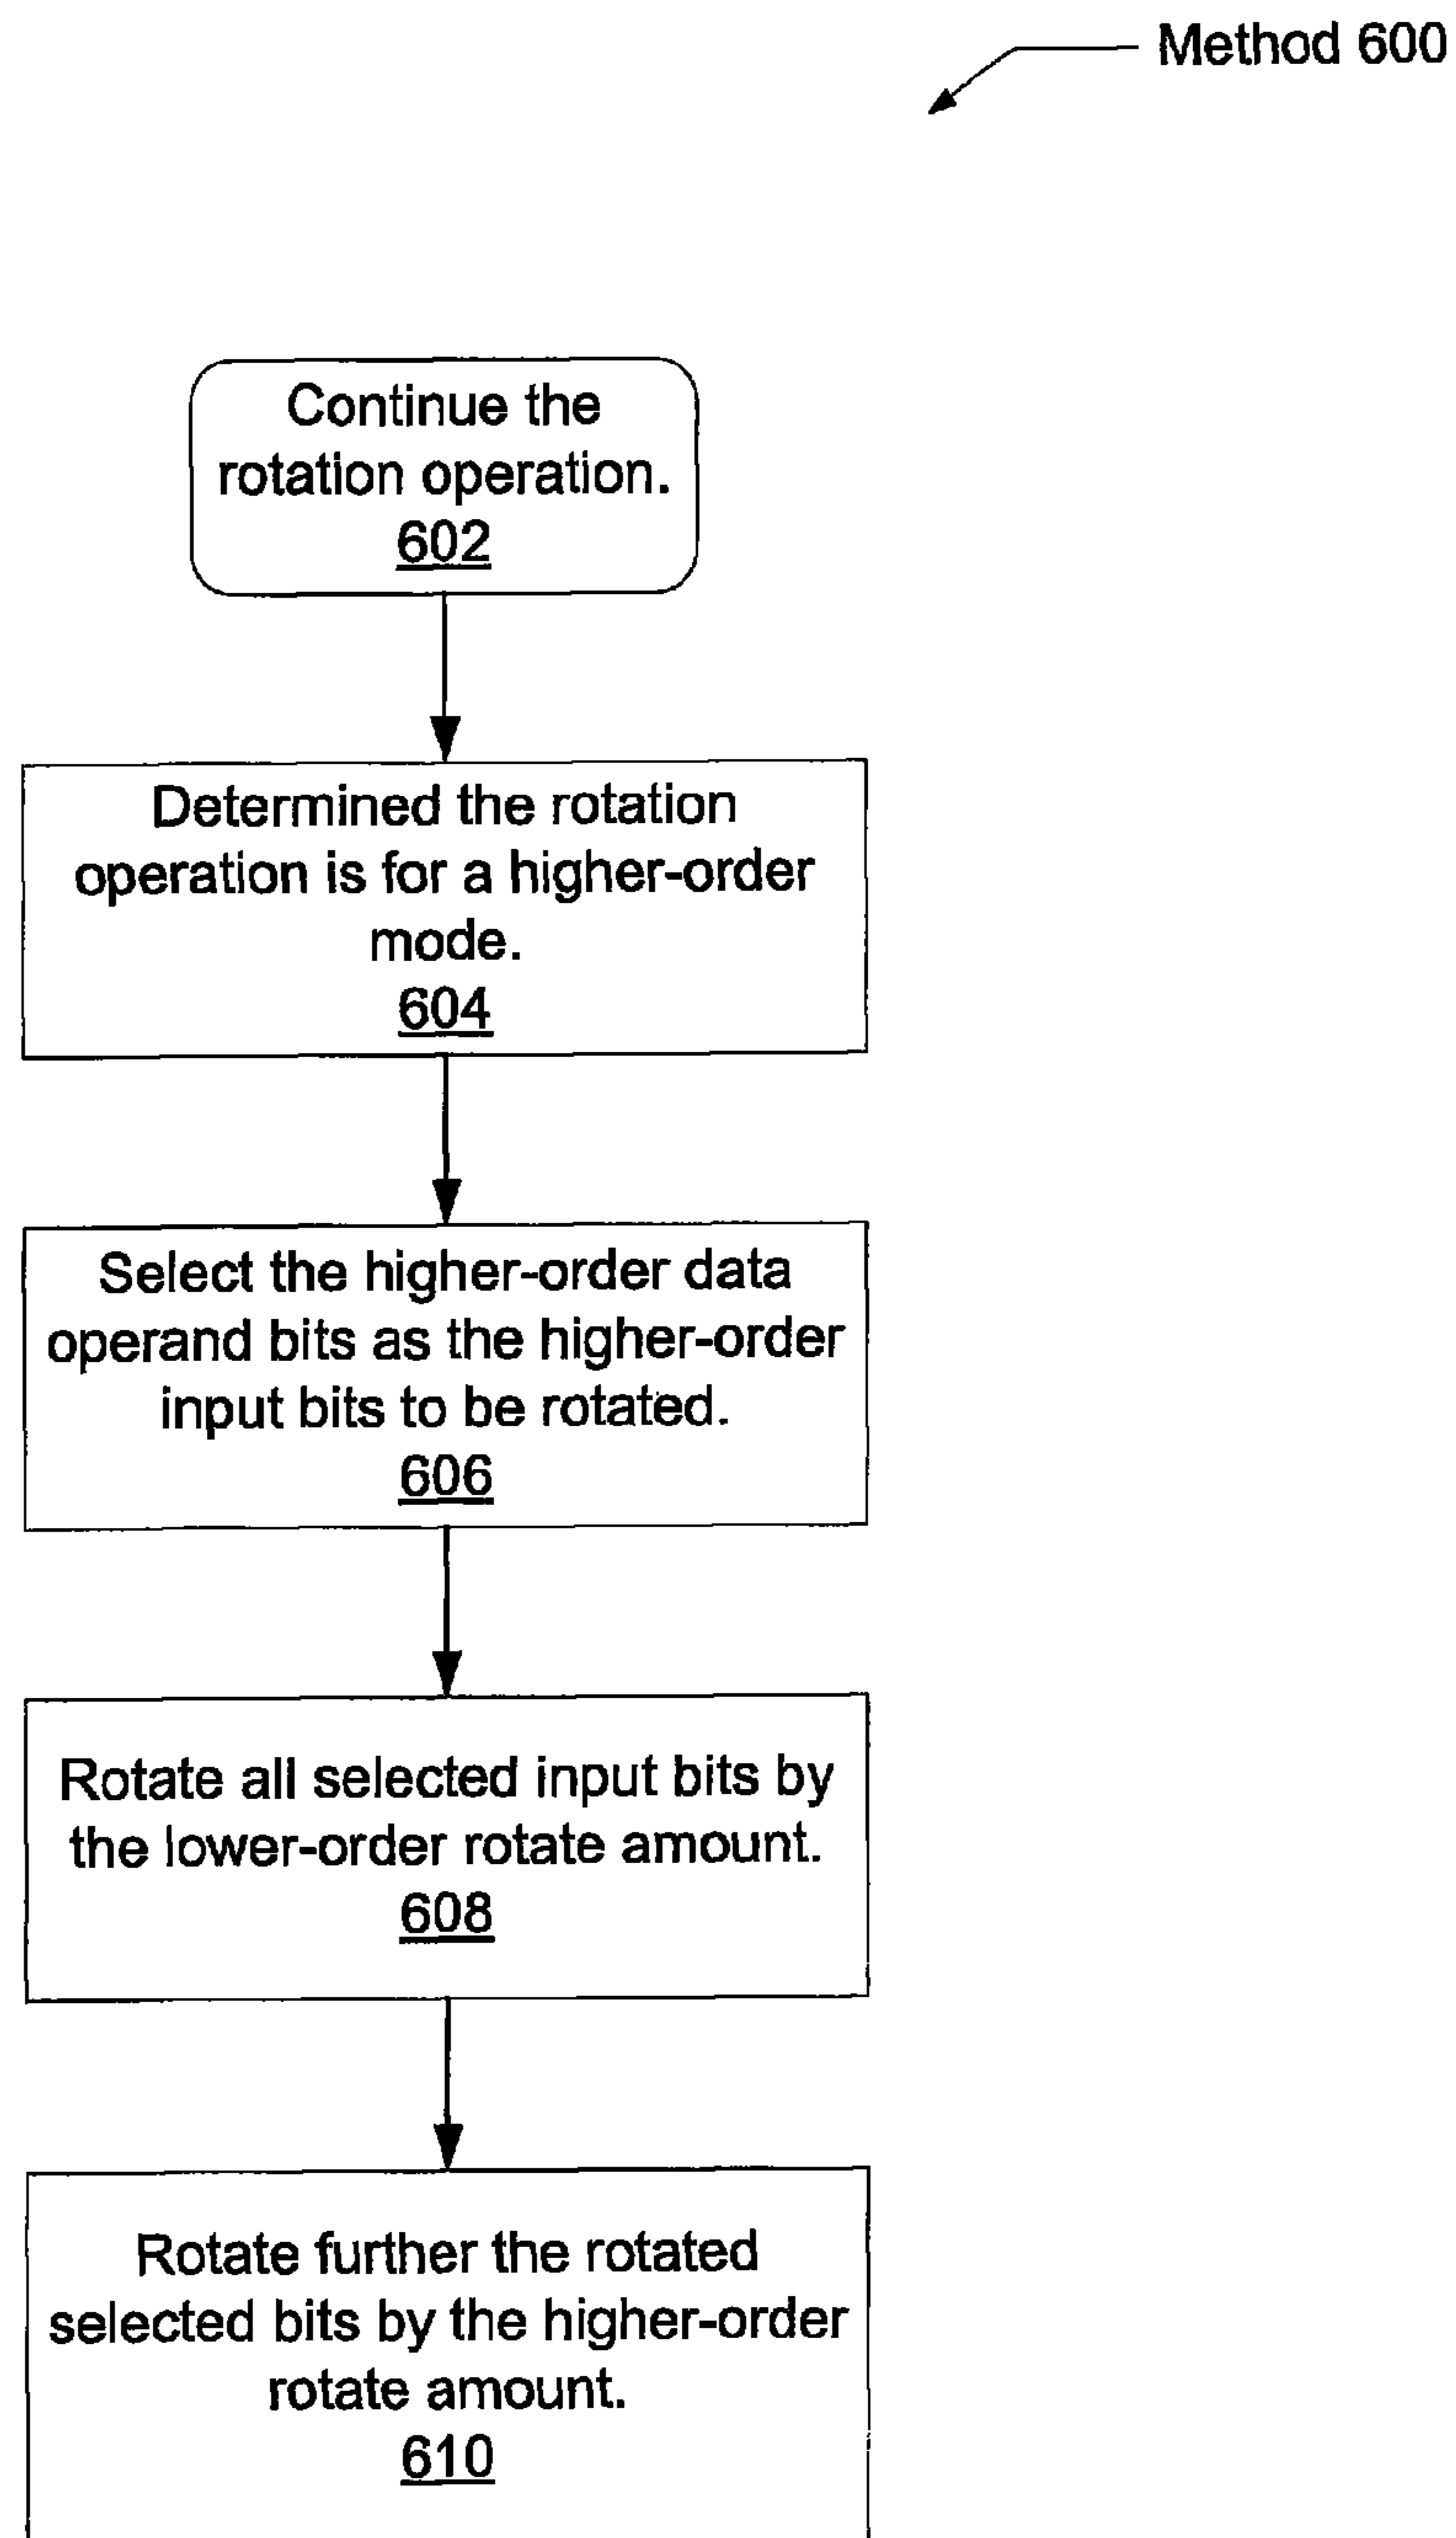 Method 600
Continue the
rotation operation.
602
Determined the rotation
operation is for a higher-order
mode.
604
Select the higher-order data
operand bits as the higher-order
input bits to be rotated.
606
Rotate all selected input bits by
the lower-order rotate amount.
608
Rotate further the rotated
selected bits by the higher-order
rotate amount.
610